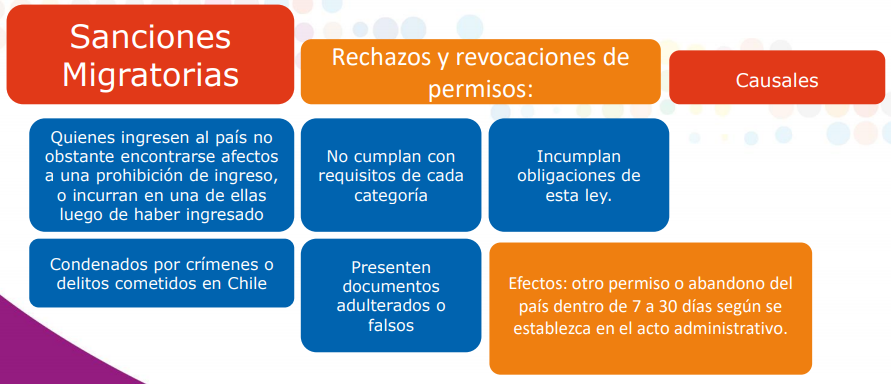 Sanciones
Migratorias
Rechazos y revocaciones de
permisos:
Causales
Quienes ingresen al país no
obstante encontrarse afectos
a una prohibición de ingreso,
o incurran en una de ellas
luego de haber ingresado
No cumplan con
requisitos de cada
categoría
Incumplan
obligaciones de
esta ley.
Condenados por crímenes o
delitos cometidos en Chile
Presenten
documentos
adulterados o
falsos
Efectos: otro permiso o abandono del
país dentro de 7 a 30 días según se
establezca en el acto administrativo.